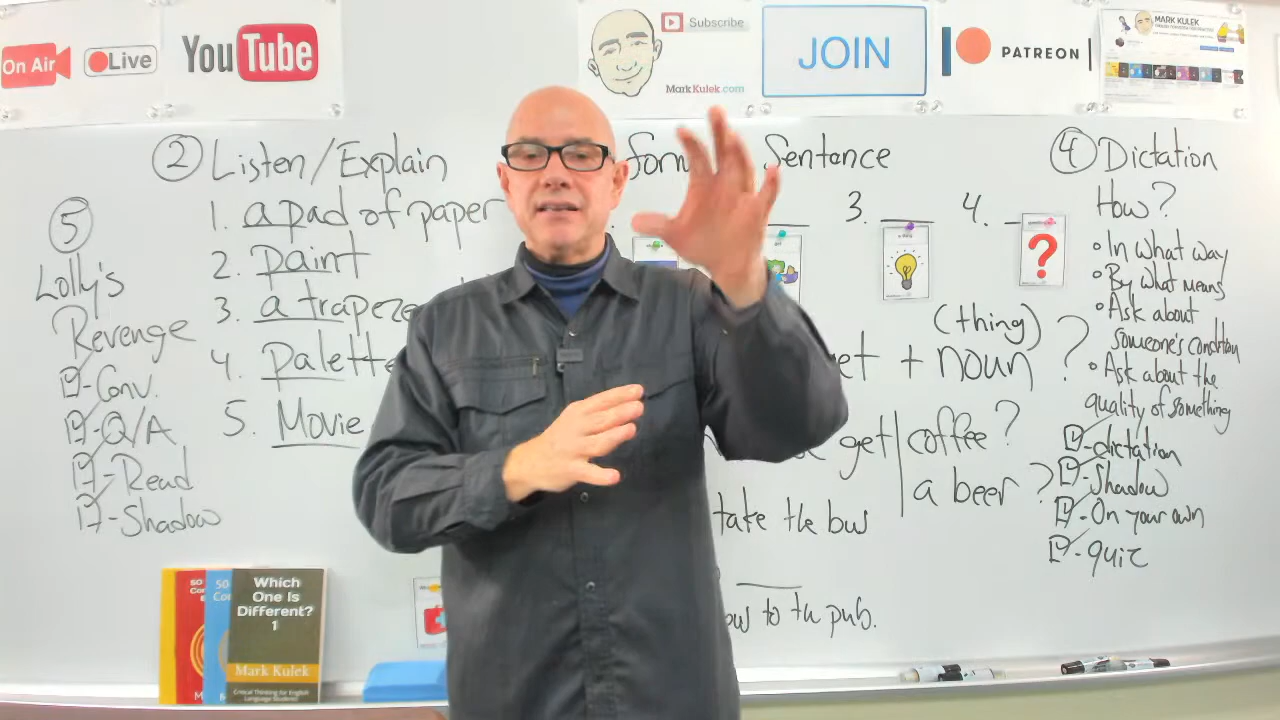 On Air
Live
YouTube
Subscribe
MarkKulek.com
JOIN
PATREON
MARK KULEK
② Listen/Explain
1. a pad of paper
2. paint
3. a trapeze
4. palette
5. Movie
⑤
Lolly's
Revenge
-Conv.
-Q/A
-Read
-Shadow
Sentence
3. ____ 4.
?
(thing)
get + noun ?
get coffee?
a beer?
take the bus
to the pub.
④ Dictation
How?
• In what way
• By what means
• Ask about
someone's condition
• Ask about the
quality of something
-dictation
-Shadow
-On your own
-quiz
50
50
Which
One Is
Different?
1
Mark Kulek
Critical Thinking for English
Language Students